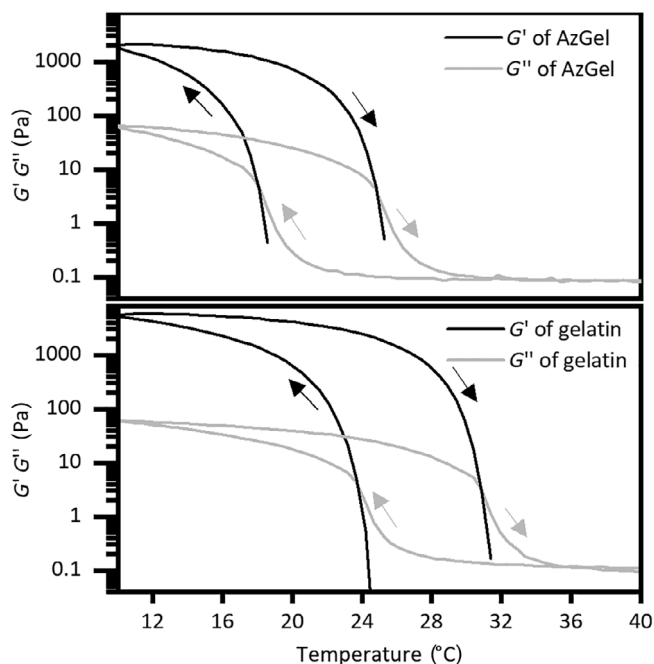 G' of AzGel
G'' of AzGel
1000
100
10
1
0.1
G' G'' (Pa)
G' of gelatin
G'' of gelatin
1000
100
10
1
0.1
G' G'' (Pa)
12 16 20 24 28 32 36 40
Temperature (°C)